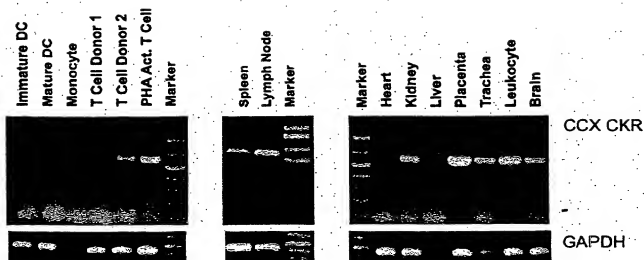 Immature DC
Mature DC
Momocyte
T Cell Donor 1
T Cell Donor 2
PHA Act. T Cell
Marker
Spleen
Lymph Node
Marker
Marker
Heart
Kidney
Liver
Placenta
Trachea
Leukocyte
Brain
CCX CKR
GAPDH